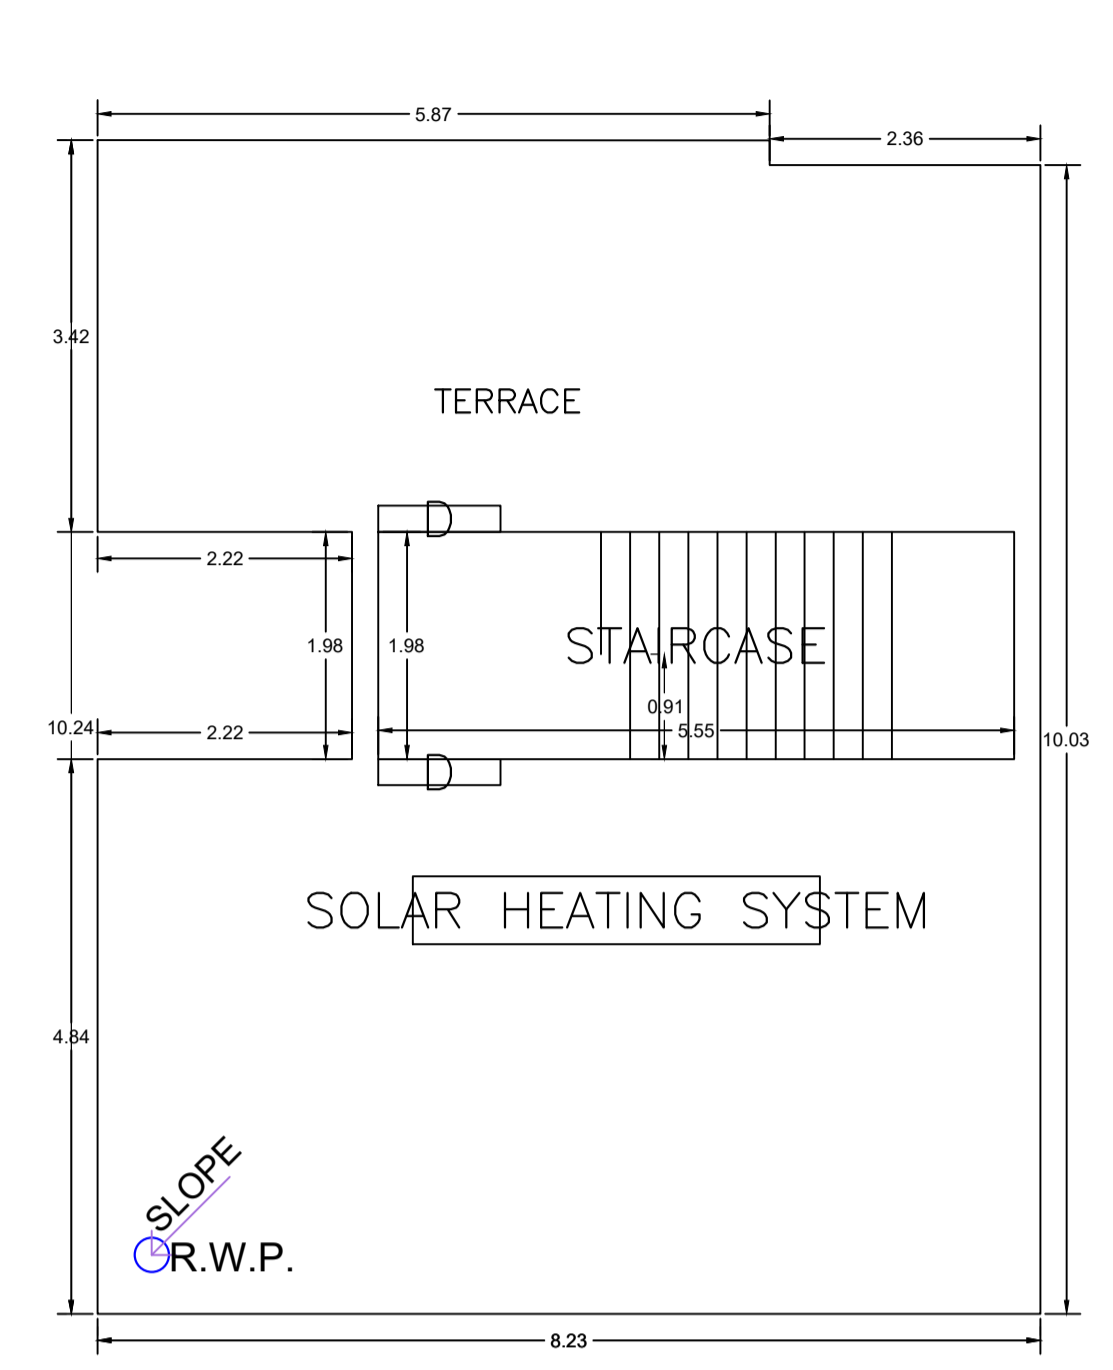 5.87
2.36
3.42
TERRACE
D
2.22
1.98
1.98
STAIRCASE
0.91
10.24
2.22
5.55
10.03
D
SOLAR HEATING SYSTEM
4.84
SLOPE
R.W.P.
8.23